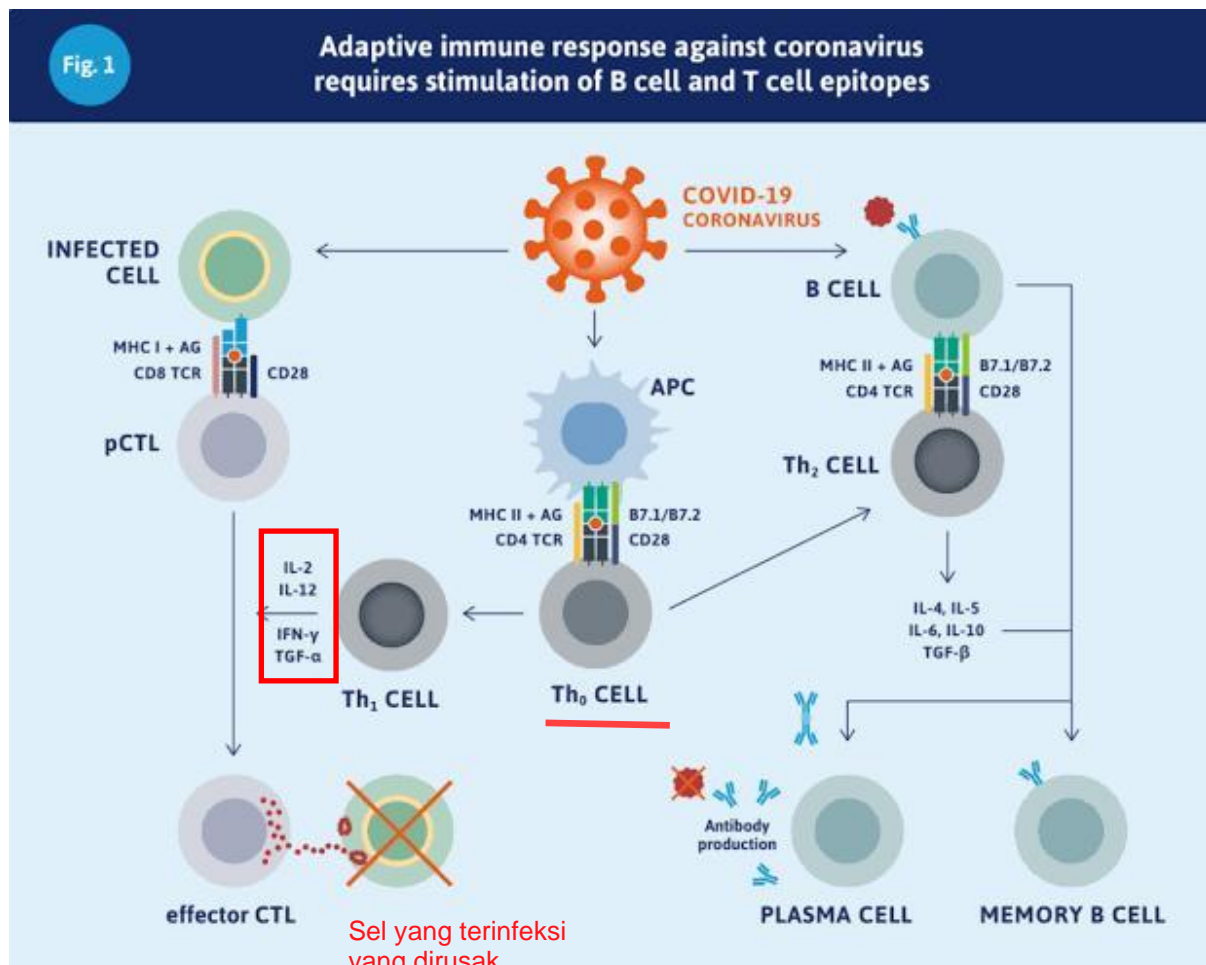 Fig. 1
Adaptive immune response against coronavirus
requires stimulation of B cell and T cell epitopes
COVID-19
CORONAVIRUS
INFECTED
CELL
B CELL
MHC I + AG
CD8 TCR
CD28
MHC II + AG
CD4 TCR
B7.1/B7.2
CD28
APC
pCTL
Th₂ CELL
MHC II + AG
CD4 TCR
B7.1/B7.2
CD28
IL-2
IL-12
IFN-γ
TGF-α
IL-4, IL-5
IL-6, IL-10
TGF-β
Th₁ CELL
Th₀ CELL
Antibody
production
effector CTL
PLASMA CELL
MEMORY B CELL
Sel yang terinfeksi
yang dirusak